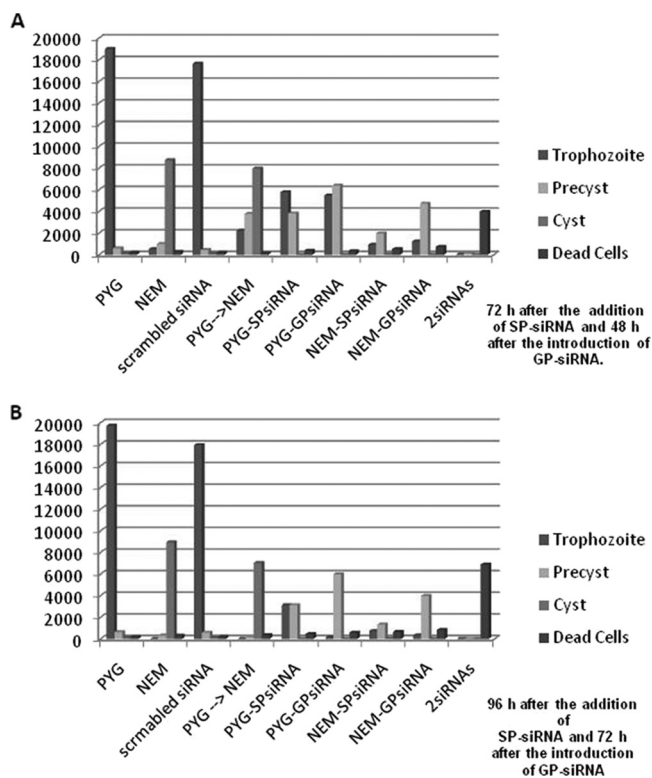 A
20000
18000
16000
14000
12000
10000
8000
6000
4000
2000
0
PYG
NEM
scrambled siRNA
PYG-->NEM
PYG-SPsiRNA
PYG-GPsiRNA
NEM-SPsiRNA
NEM-GPsiRNA
2siRNAs
Trophozoite
Precyst
Cyst
Dead Cells
72 h after the addition
of SP-siRNA and 48 h
after the introduction of
GP-siRNA.
B
20000
18000
16000
14000
12000
10000
8000
6000
4000
2000
0
PYG
NEM
scrmabled siRNA
PYG --> NEM
PYG-SPsiRNA
PYG-GPsiRNA
NEM-SPsiRNA
NEM-GPsiRNA
2siRNAs
Trophozoite
Precyst
Cyst
Dead Cells
96 h after the addition
of
SP-siRNA and 72 h
after the introduction
of GP-siRNA